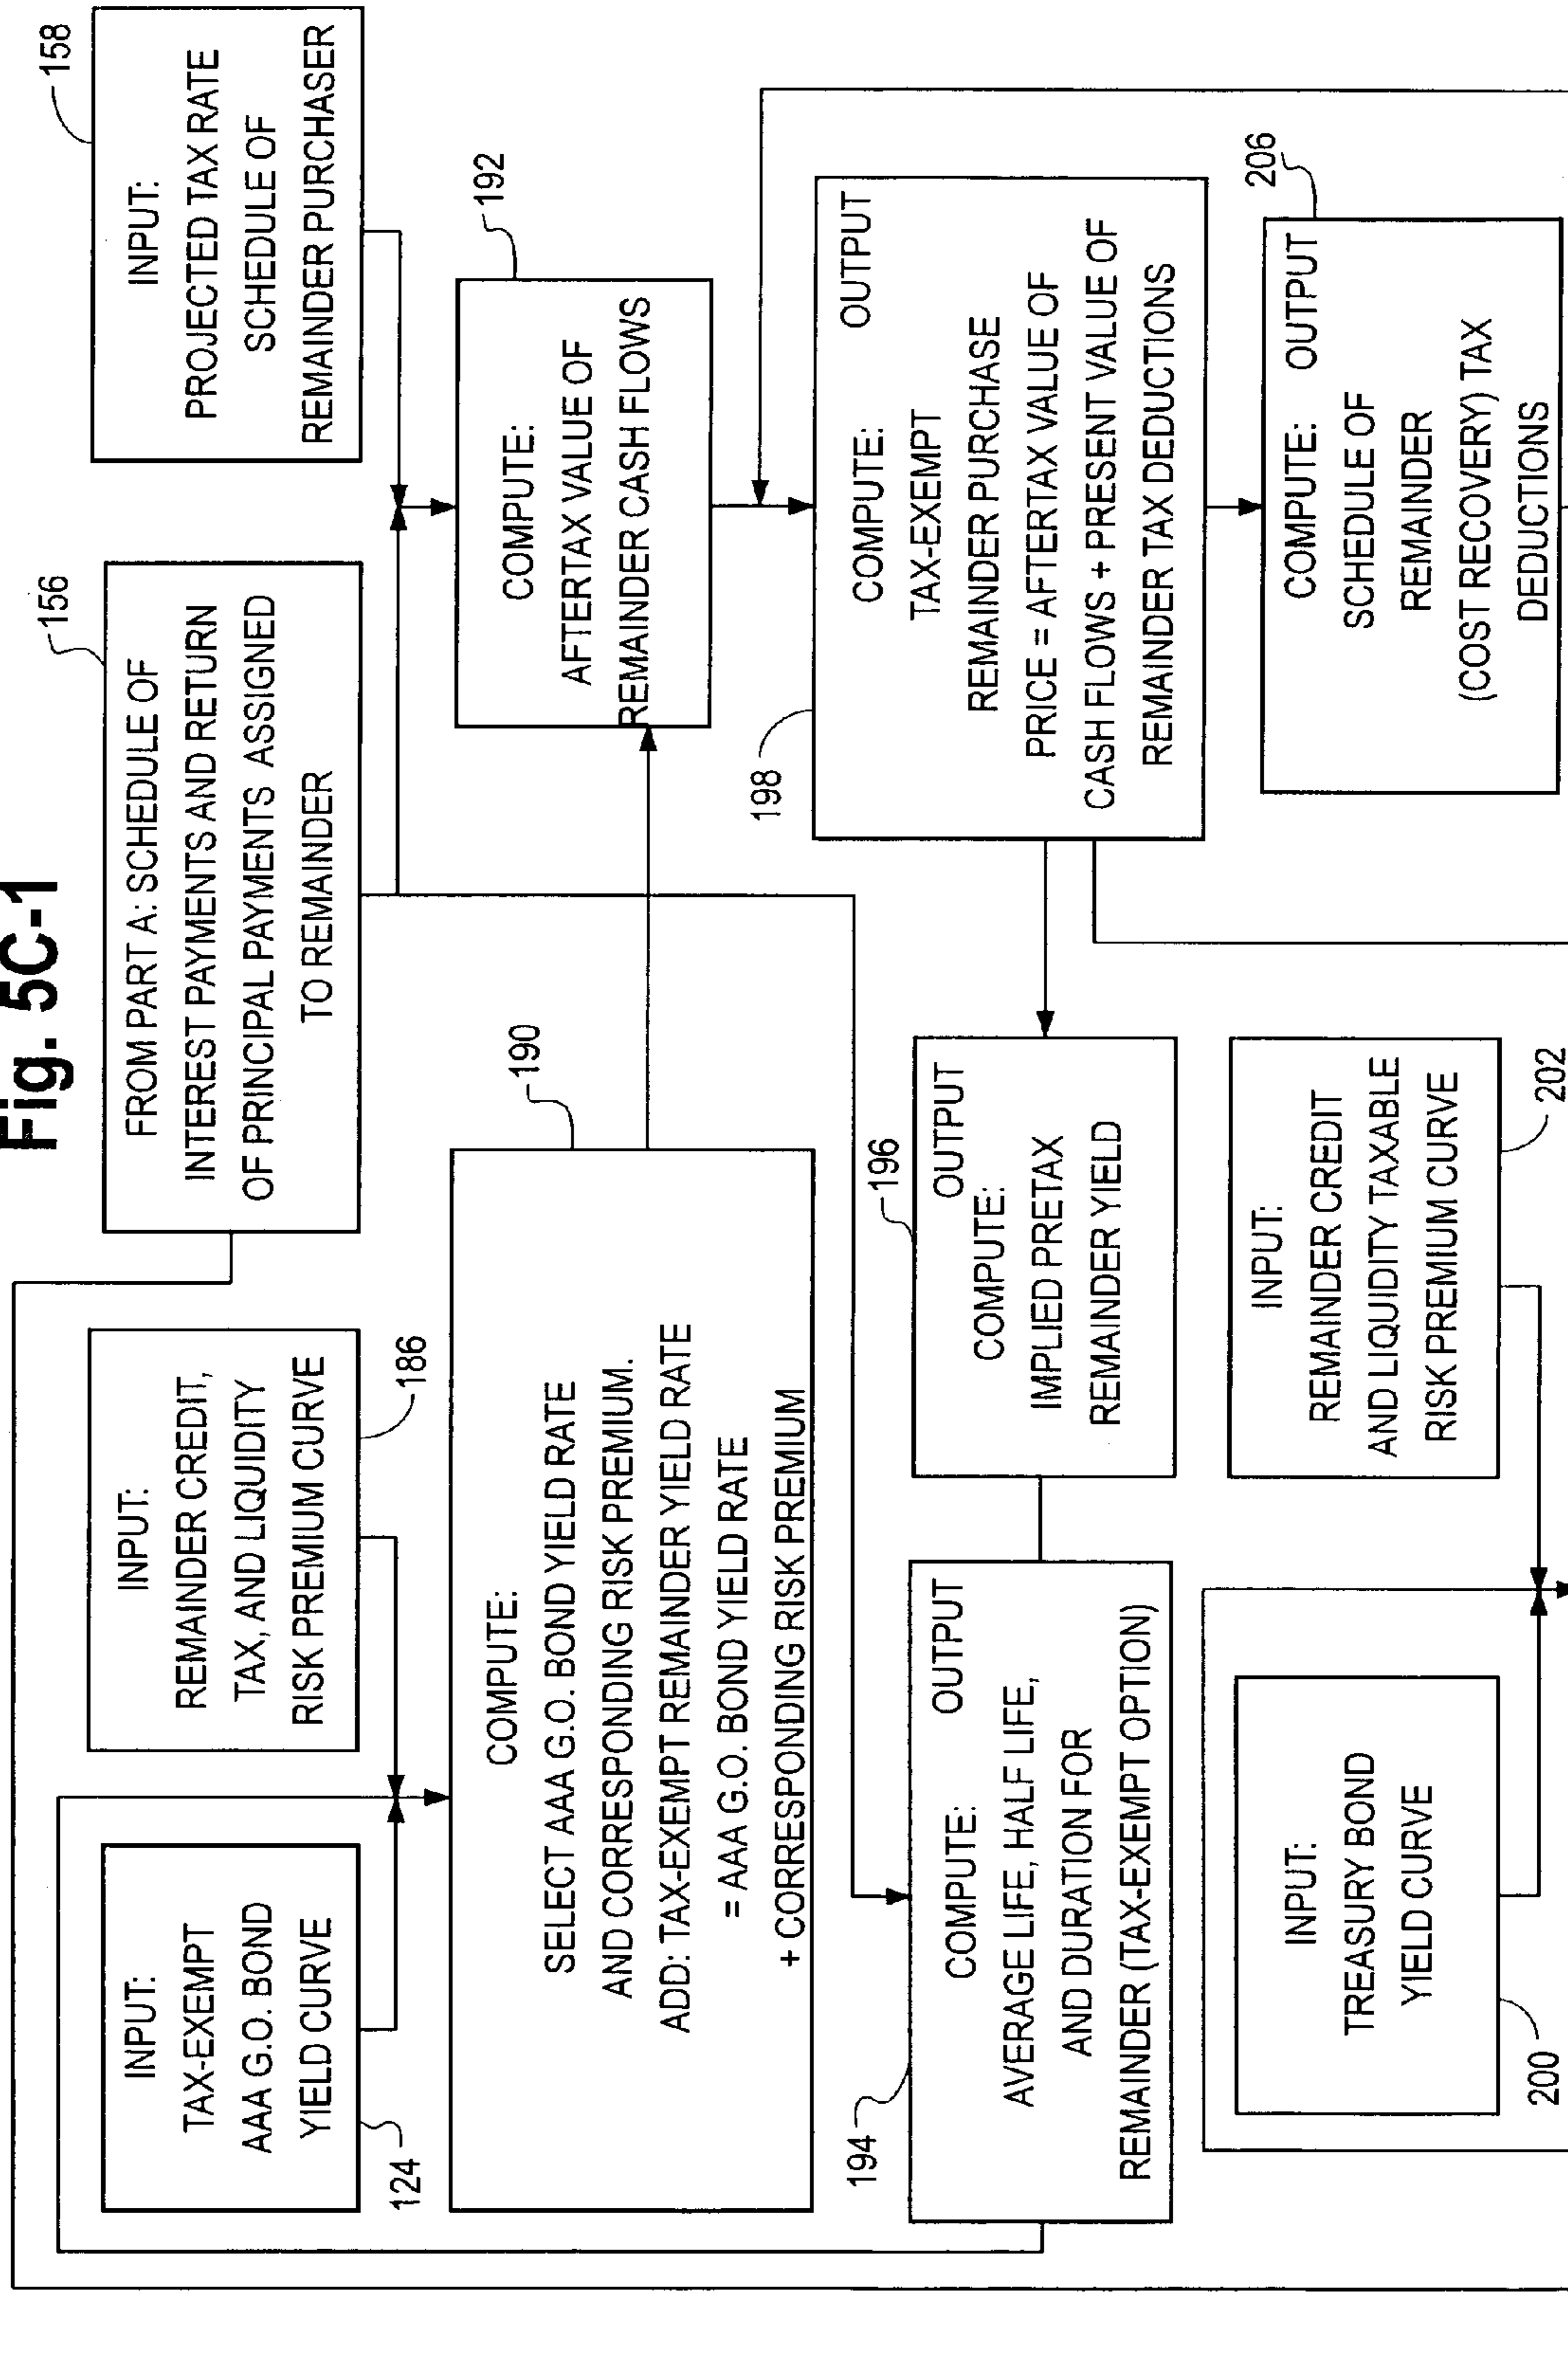 Fig. 5C-1
INPUT:
TAX-EXEMPT
AAA G.O. BOND
YIELD CURVE
124
INPUT:
REMAINDER CREDIT,
TAX, AND LIQUIDITY
RISK PREMIUM CURVE
186
FROM PART A: SCHEDULE OF
INTEREST PAYMENTS AND RETURN
OF PRINCIPAL PAYMENTS ASSIGNED
TO REMAINDER
156
INPUT:
PROJECTED TAX RATE
SCHEDULE OF
REMAINDER PURCHASER
158
COMPUTE:
SELECT AAA G.O. BOND YIELD RATE
AND CORRESPONDING RISK PREMIUM.
ADD: TAX-EXEMPT REMAINDER YIELD RATE
= AAA G.O. BOND YIELD RATE
+ CORRESPONDING RISK PREMIUM
190
COMPUTE:
AFTERTAX VALUE OF
REMAINDER CASH FLOWS
192
COMPUTE: OUTPUT
AVERAGE LIFE, HALF LIFE,
AND DURATION FOR
REMAINDER (TAX-EXEMPT OPTION)
194
OUTPUT
COMPUTE:
IMPLIED PRETAX
REMAINDER YIELD
196
COMPUTE: OUTPUT
TAX-EXEMPT
REMAINDER PURCHASE
PRICE = AFTERTAX VALUE OF
CASH FLOWS + PRESENT VALUE OF
REMAINDER TAX DEDUCTIONS
198
INPUT:
TREASURY BOND
YIELD CURVE
200
INPUT:
REMAINDER CREDIT
AND LIQUIDITY TAXABLE
RISK PREMIUM CURVE
202
COMPUTE: OUTPUT
SCHEDULE OF
REMAINDER
(COST RECOVERY) TAX
DEDUCTIONS
206